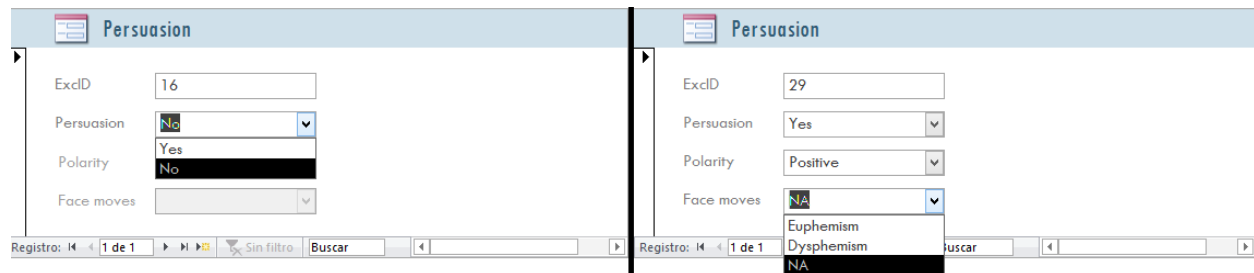 Persuasion
ExcID 16
Persuasion No
Yes
Polarity
No
Face moves
Registro: 1 de 1 Sin filtro Buscar
Persuasion
ExcID 29
Persuasion Yes
Polarity Positive
Face moves NA
Euphemism
Dysphemism
NA
Registro: 1 de 1 uscar